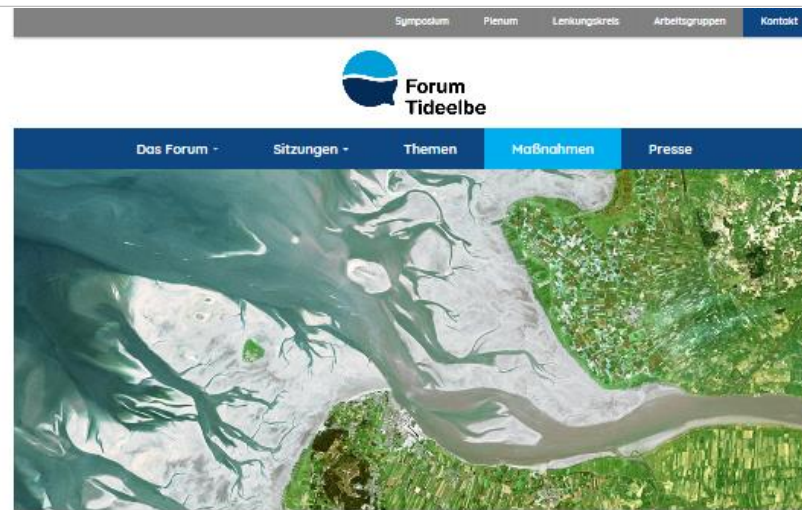 Symposium Plenum Lenkungskreis Arbeitsgruppen Kontakt
Forum
Tideelbe
Das Forum - Sitzungen - Themen Maßnahmen Presse